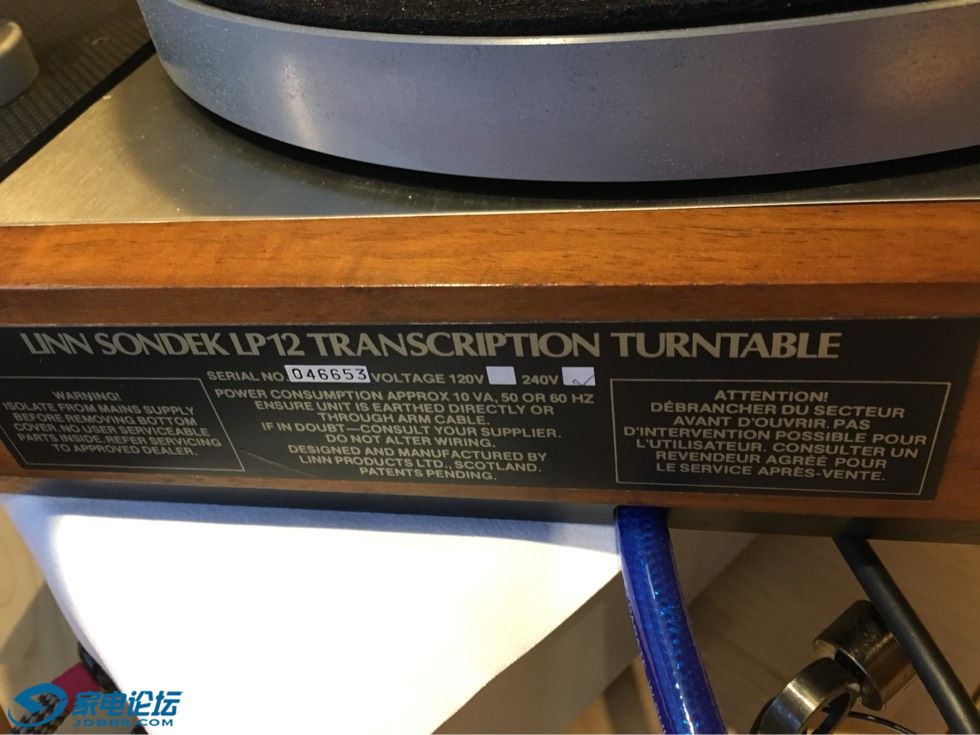 LINN SONDEK LP12 TRANSCRIPTION TURNTABLE
SERIAL NO. 046653 VOLTAGE 120V 240V
WARNING!
ISOLATE FROM MAINS SUPPLY
BEFORE REMOVING BOTTOM
COVER. NO USER SERVICEABLE
PARTS INSIDE. REFER SERVICING
TO APPROVED DEALER.
POWER CONSUMPTION APPROX 10 VA, 50 OR 60 HZ
ENSURE UNIT IS EARTHED DIRECTLY OR
THROUGH ARM CABLE.
IF IN DOUBT—CONSULT YOUR SUPPLIER.
DO NOT ALTER WIRING.
DESIGNED AND MANUFACTURED BY
LINN PRODUCTS LTD., SCOTLAND.
PATENTS PENDING.
ATTENTION!
DÉBRANCHER DU SECTEUR
AVANT D'OUVRIR. PAS
D'INTERVENTION POSSIBLE POUR
L'UTILISATEUR. CONSULTER UN
REVENDEUR AGRÉÉ POUR
LE SERVICE APRÈS-VENTE.
家电论坛
JDBBS.COM